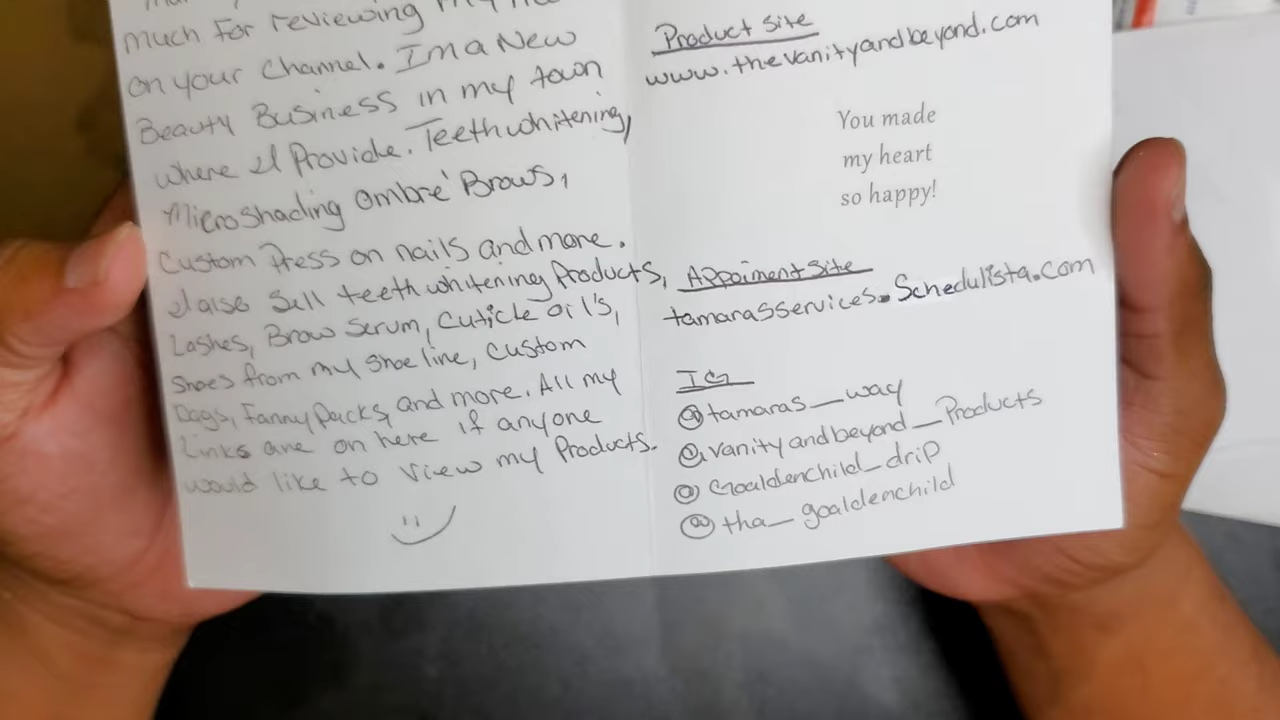 much for reviewing my
on your channel. Im a New
Beauty Business in my town
where I Provide. Teethwhitening,
Microshading Ombre' Brows,
Custom Press on nails and more.
I also Sell teethwhitening Products,
Lashes, Brow Serum, Cuticle oil's,
Shoes from my shoe line, Custom
Bags, Fanny packs, and more. All my
Links are on here if anyone
would like to view my Products.
Product Site
www.thevanityandbeyond.com
You made
my heart
so happy!
Appoiment Site
tamarasservices.Schedulista.com
IG
@tamaras__way
@vanityandbeyond__Products
@Goaldenchild_drip
@tha__goaldenchild